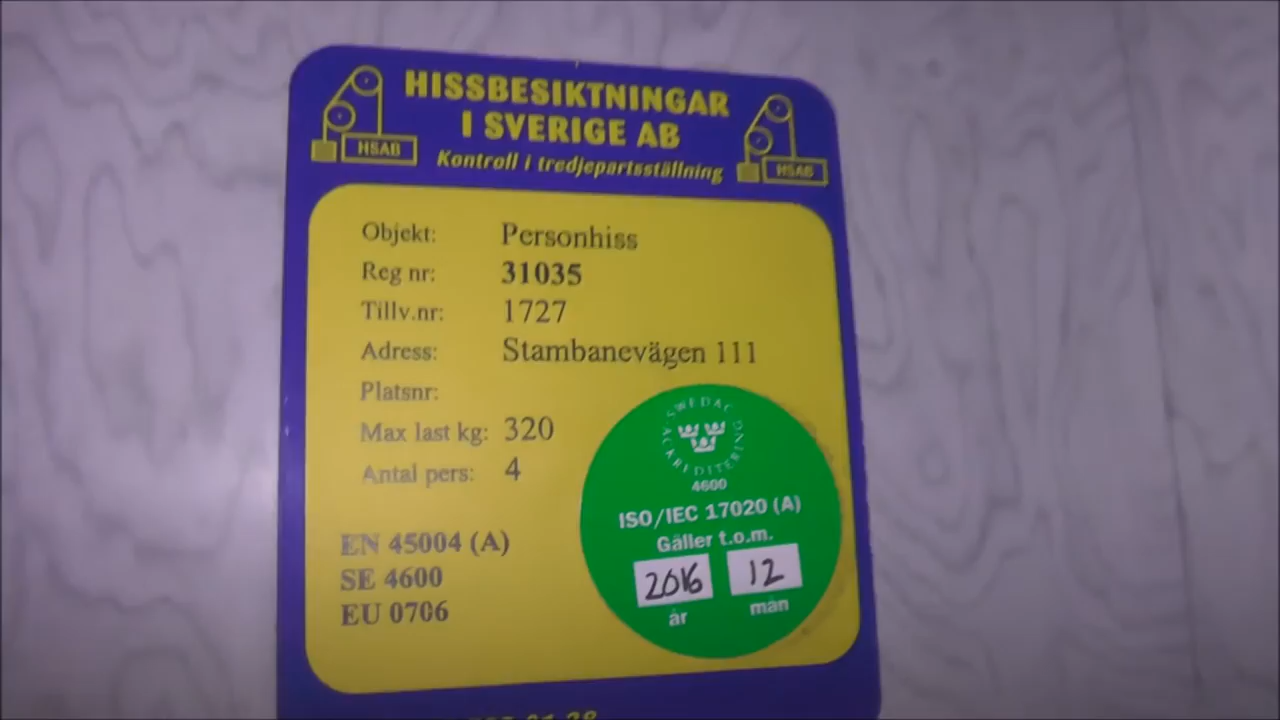 HISSBESIKTNINGAR
I SVERIGE AB
Kontroll i tredjepartsställning
HSAB
HSAB
Objekt: Personhiss
Reg nr: 31035
Tillv.nr: 1727
Adress: Stambanevägen 111
Platsnr:
Max last kg: 320
Antal pers: 4
EN 45004 (A)
SE 4600
EU 0706
SWEDAC
ACKREDITERING
4600
ISO/IEC 17020 (A)
Gäller t.o.m.
2016 12
år mån